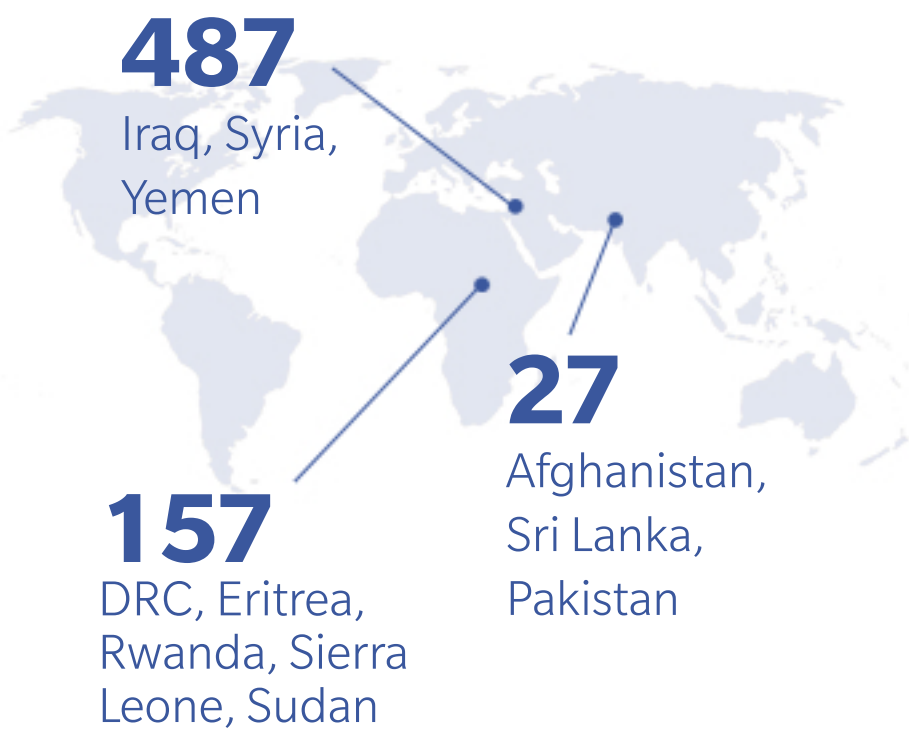 487
Iraq, Syria,
Yemen
27
Afghanistan,
Sri Lanka,
Pakistan
157
DRC, Eritrea,
Rwanda, Sierra
Leone, Sudan